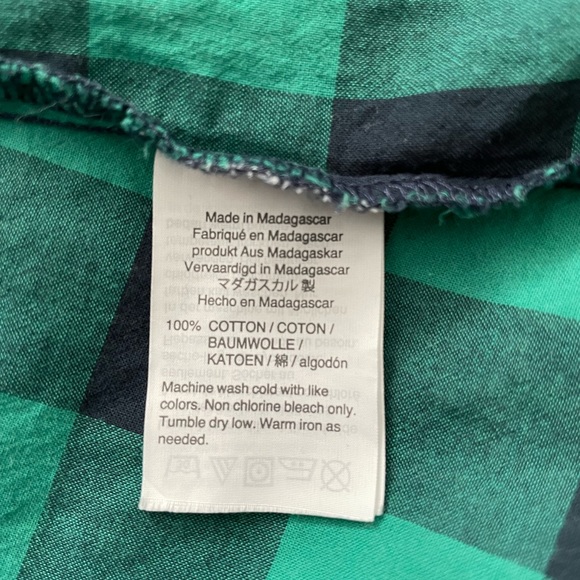 Made in Madagascar
Fabriqué en Madagascar
produkt Aus Madagaskar
Vervaardigd in Madagascar
マダガスカル 製
Hecho en Madagascar
100% COTTON / COTON /
BAUMWOLLE /
KATOEN / 綿 / algodón
Machine wash cold with like
colors. Non chlorine bleach only.
Tumble dry low. Warm iron as
needed.